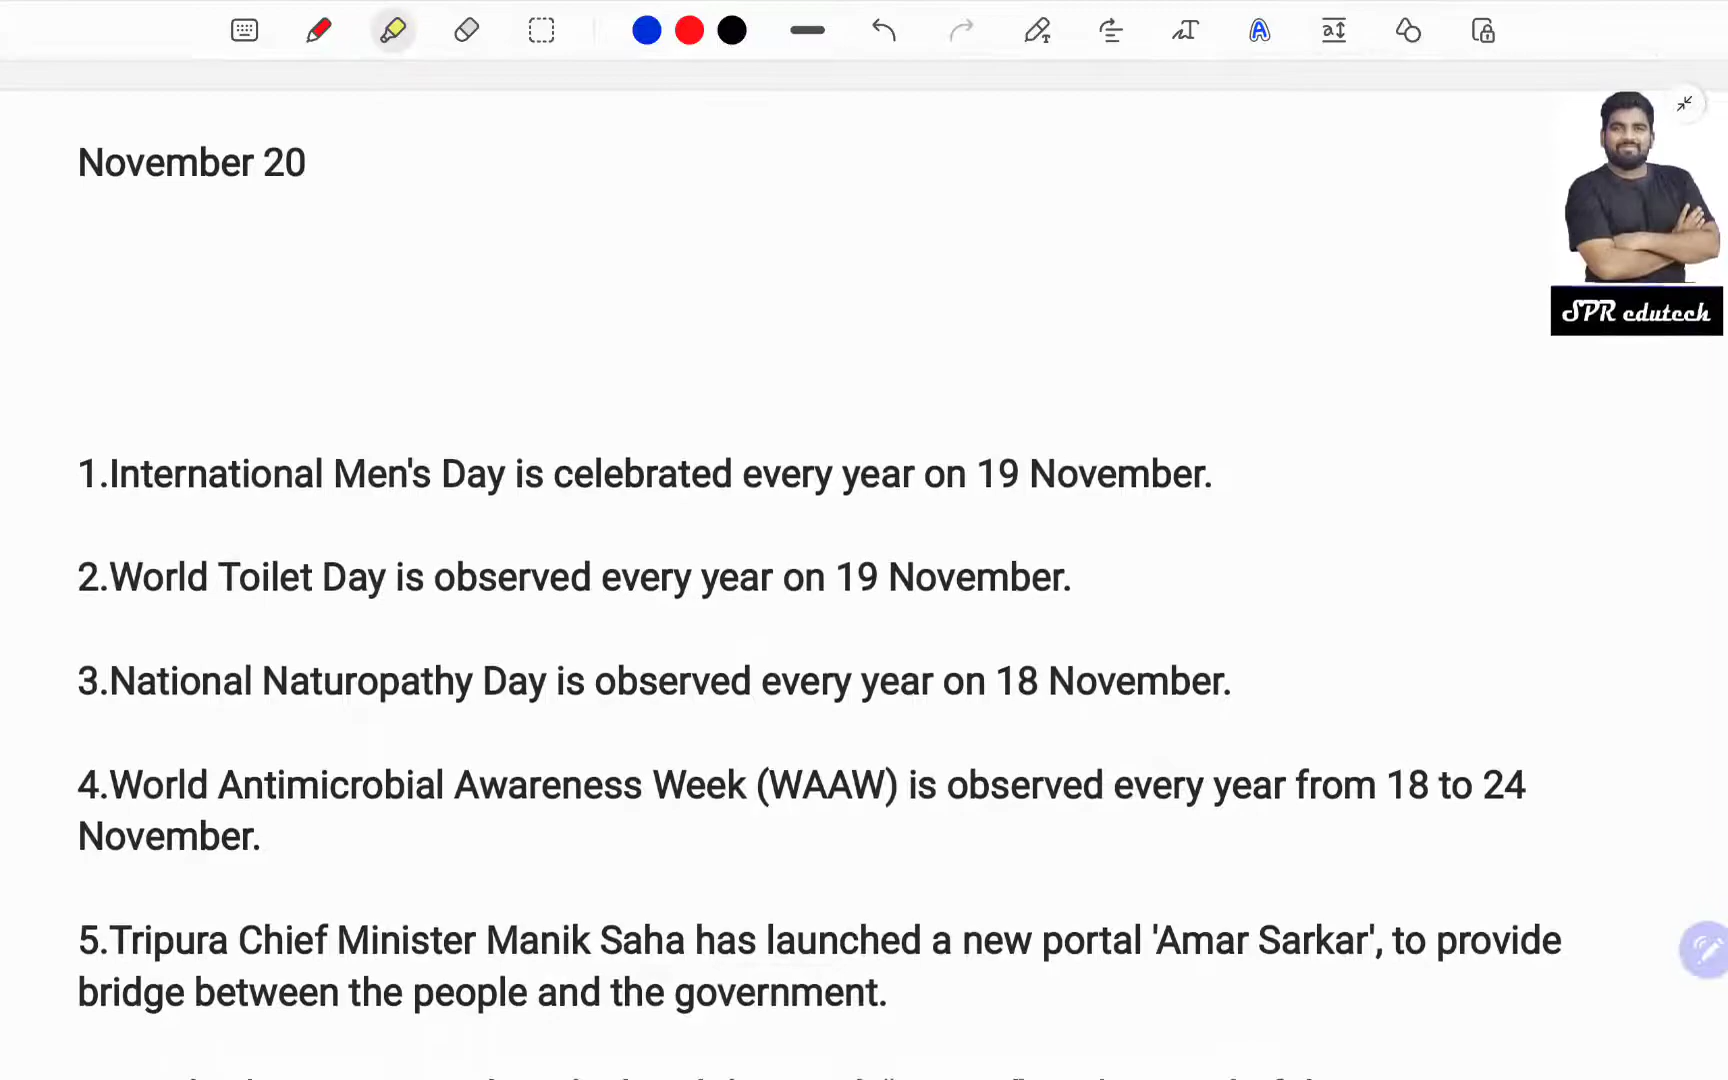 November 20
SPR edutech
1.International Men's Day is celebrated every year on 19 November.
2.World Toilet Day is observed every year on 19 November.
3.National Naturopathy Day is observed every year on 18 November.
4.World Antimicrobial Awareness Week (WAAW) is observed every year from 18 to 24
November.
5.Tripura Chief Minister Manik Saha has launched a new portal 'Amar Sarkar', to provide
bridge between the people and the government.